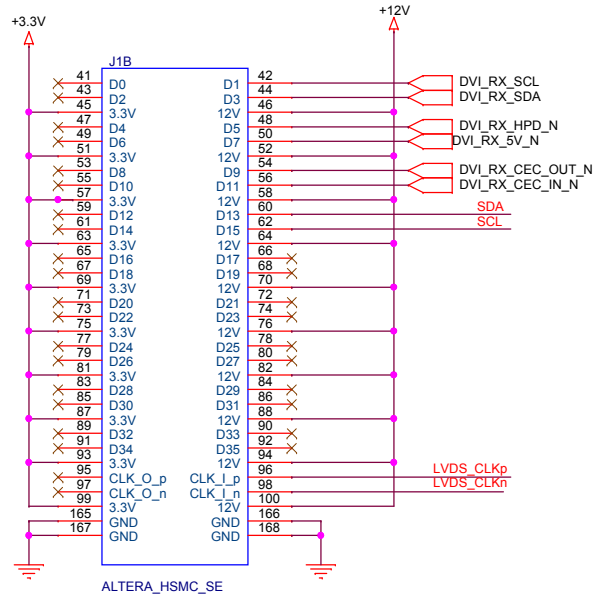 +3.3V +12V
J1B
41 D0 D1 42 DVI_RX_SCL
43 D2 D3 44 DVI_RX_SDA
45 3.3V 12V 46
47 D4 D5 48 DVI_RX_HPD_N
49 D6 D7 50 DVI_RX_5V_N
51 3.3V 12V 52
53 D8 D9 54 DVI_RX_CEC_OUT_N
55 D10 D11 56 DVI_RX_CEC_IN_N
57 3.3V 12V 58
59 D12 D13 60 SDA
61 D14 D15 62 SCL
63 3.3V 12V 64
65 D16 D17 66
67 D18 D19 68
69 3.3V 12V 70
71 D20 D21 72
73 D22 D23 74
75 3.3V 12V 76
77 D24 D25 78
79 D26 D27 80
81 3.3V 12V 82
83 D28 D29 84
85 D30 D31 86
87 3.3V 12V 88
89 D32 D33 90
91 D34 D35 92
93 3.3V 12V 94
95 CLK_O_p CLK_I_p 96 LVDS_CLKp
97 CLK_O_n CLK_I_n 98 LVDS_CLKn
99 3.3V 12V 100
165 GND GND 166
167 GND GND 168
ALTERA_HSMC_SE